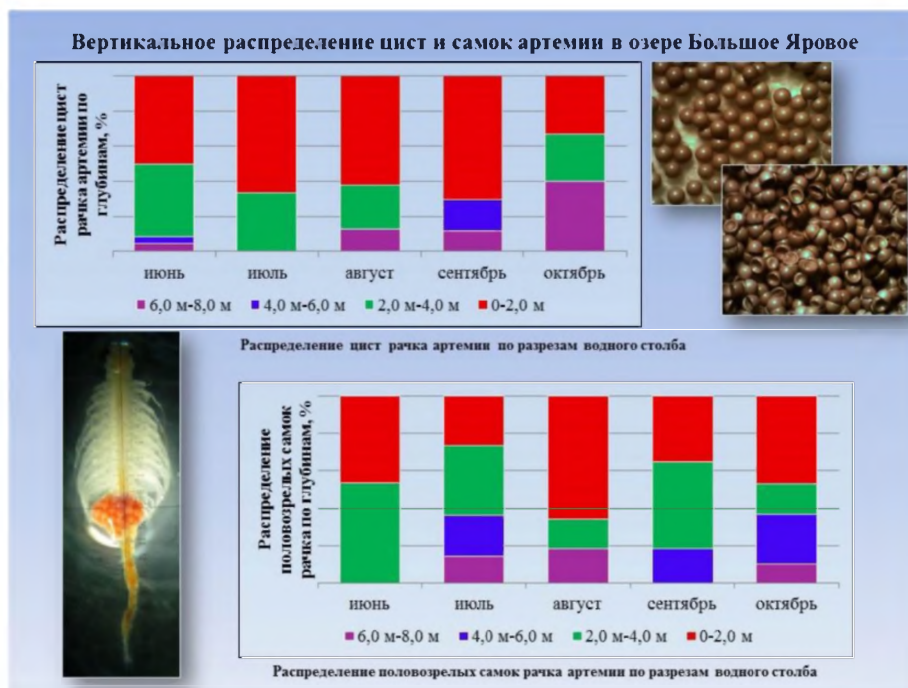 Вертикальное распределение цист и самок артемии в озере Большое Яровое
Распределение цист
рачка артемии по
глубинам, %
июнь июль август сентябрь октябрь
6,0 м-8,0 м 4,0 м-6,0 м 2,0 м-4,0 м 0-2,0 м
Распределение цист рачка артемии по разрезам водного столба
Распределение
половозрелых самок
рачка по глубинам, %
июнь июль август сентябрь октябрь
6,0 м-8,0 м 4,0 м-6,0 м 2,0 м-4,0 м 0-2,0 м
Распределение половозрелых самок рачка артемии по разрезам водного столба